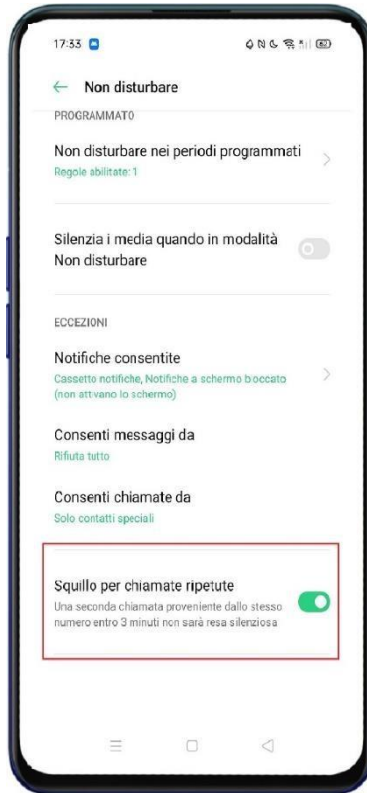 17:33
62
Non disturbare
PROGRAMMATO
Non disturbare nei periodi programmati
Regole abilitate: 1
Silenzia i media quando in modalità
Non disturbare
ECCEZIONI
Notifiche consentite
Cassetto notifiche, Notifiche a schermo bloccato
(non attivano lo schermo)
Consenti messaggi da
Rifiuta tutto
Consenti chiamate da
Solo contatti speciali
Squillo per chiamate ripetute
Una seconda chiamata proveniente dallo stesso
numero entro 3 minuti non sarà resa silenziosa